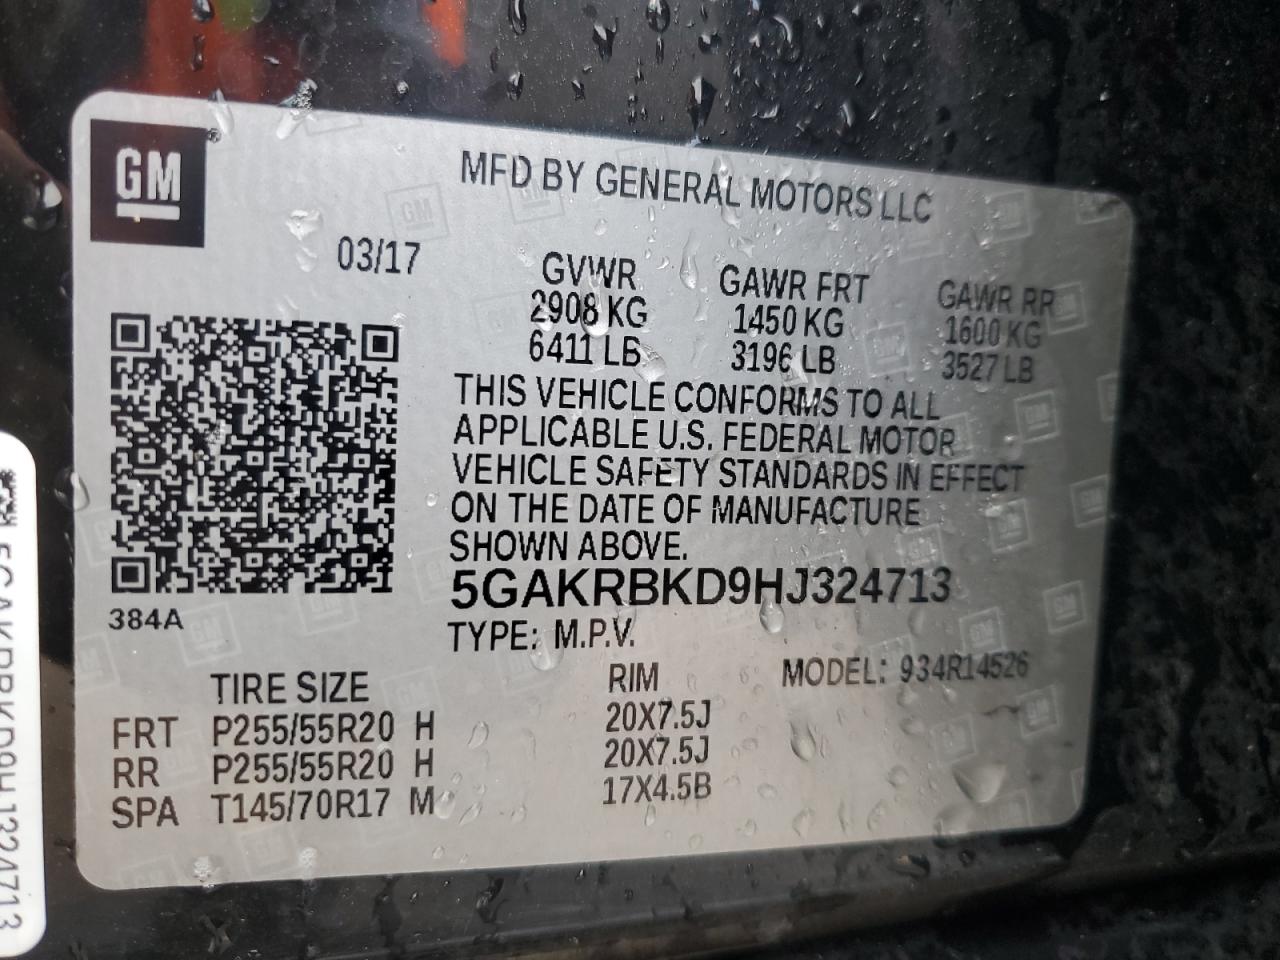 GM
MFD BY GENERAL MOTORS LLC
03/17
GVWR GAWR FRT GAWR RR
2908 KG 1450 KG 1600 KG
6411 LB 3196 LB 3527 LB
THIS VEHICLE CONFORMS TO ALL
APPLICABLE U.S. FEDERAL MOTOR
VEHICLE SAFETY STANDARDS IN EFFECT
ON THE DATE OF MANUFACTURE
SHOWN ABOVE.
5GAKRBKD9HJ324713
384A
TYPE: M.P.V.
MODEL: 934R14526
TIRE SIZE RIM
FRT P255/55R20 H 20X7.5J
RR P255/55R20 H 20X7.5J
SPA T145/70R17 M 17X4.5B
5GAKRBKD9HJ324713